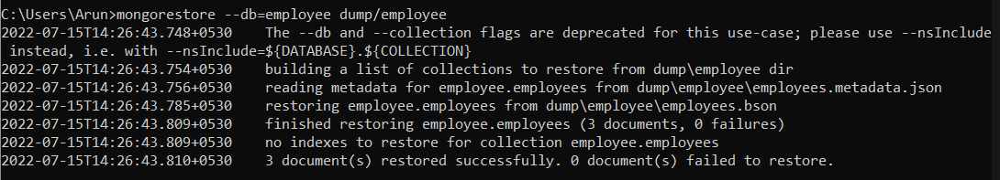 C:\Users\Arun>mongorestore --db=employee dump/employee
2022-07-15T14:26:43.748+0530    The --db and --collection flags are deprecated for this use-case; please use --nsInclude
 instead, i.e. with --nsInclude=${DATABASE}.${COLLECTION}
2022-07-15T14:26:43.754+0530    building a list of collections to restore from dump\employee dir
2022-07-15T14:26:43.756+0530    reading metadata for employee.employees from dump\employee\employees.metadata.json
2022-07-15T14:26:43.785+0530    restoring employee.employees from dump\employee\employees.bson
2022-07-15T14:26:43.809+0530    finished restoring employee.employees (3 documents, 0 failures)
2022-07-15T14:26:43.809+0530    no indexes to restore for collection employee.employees
2022-07-15T14:26:43.810+0530    3 document(s) restored successfully. 0 document(s) failed to restore.